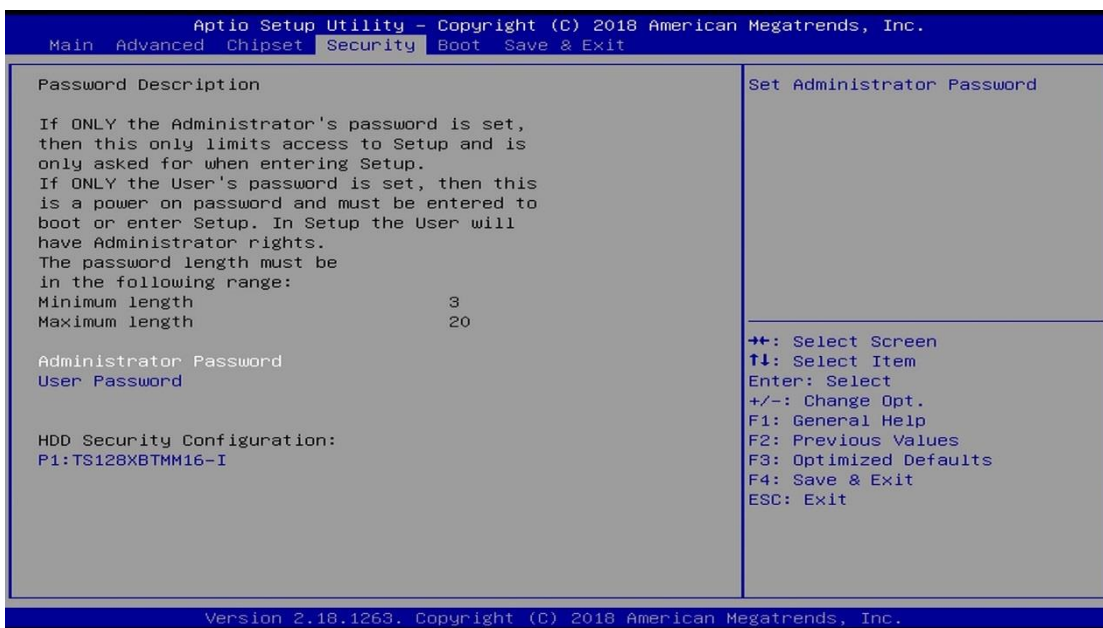 Aptio Setup Utility – Copyright (C) 2018 American Megatrends, Inc.
Main Advanced Chipset Security Boot Save & Exit
Password Description
If ONLY the Administrator's password is set,
then this only limits access to Setup and is
only asked for when entering Setup.
If ONLY the User's password is set, then this
is a power on password and must be entered to
boot or enter Setup. In Setup the User will
have Administrator rights.
The password length must be
in the following range:
Minimum length 3
Maximum length 20
Administrator Password
User Password
HDD Security Configuration:
P1:TS128XBTMM16-I
Set Administrator Password
→←: Select Screen
↑↓: Select Item
Enter: Select
+/-: Change Opt.
F1: General Help
F2: Previous Values
F3: Optimized Defaults
F4: Save & Exit
ESC: Exit
Version 2.18.1263. Copyright (C) 2018 American Megatrends, Inc.